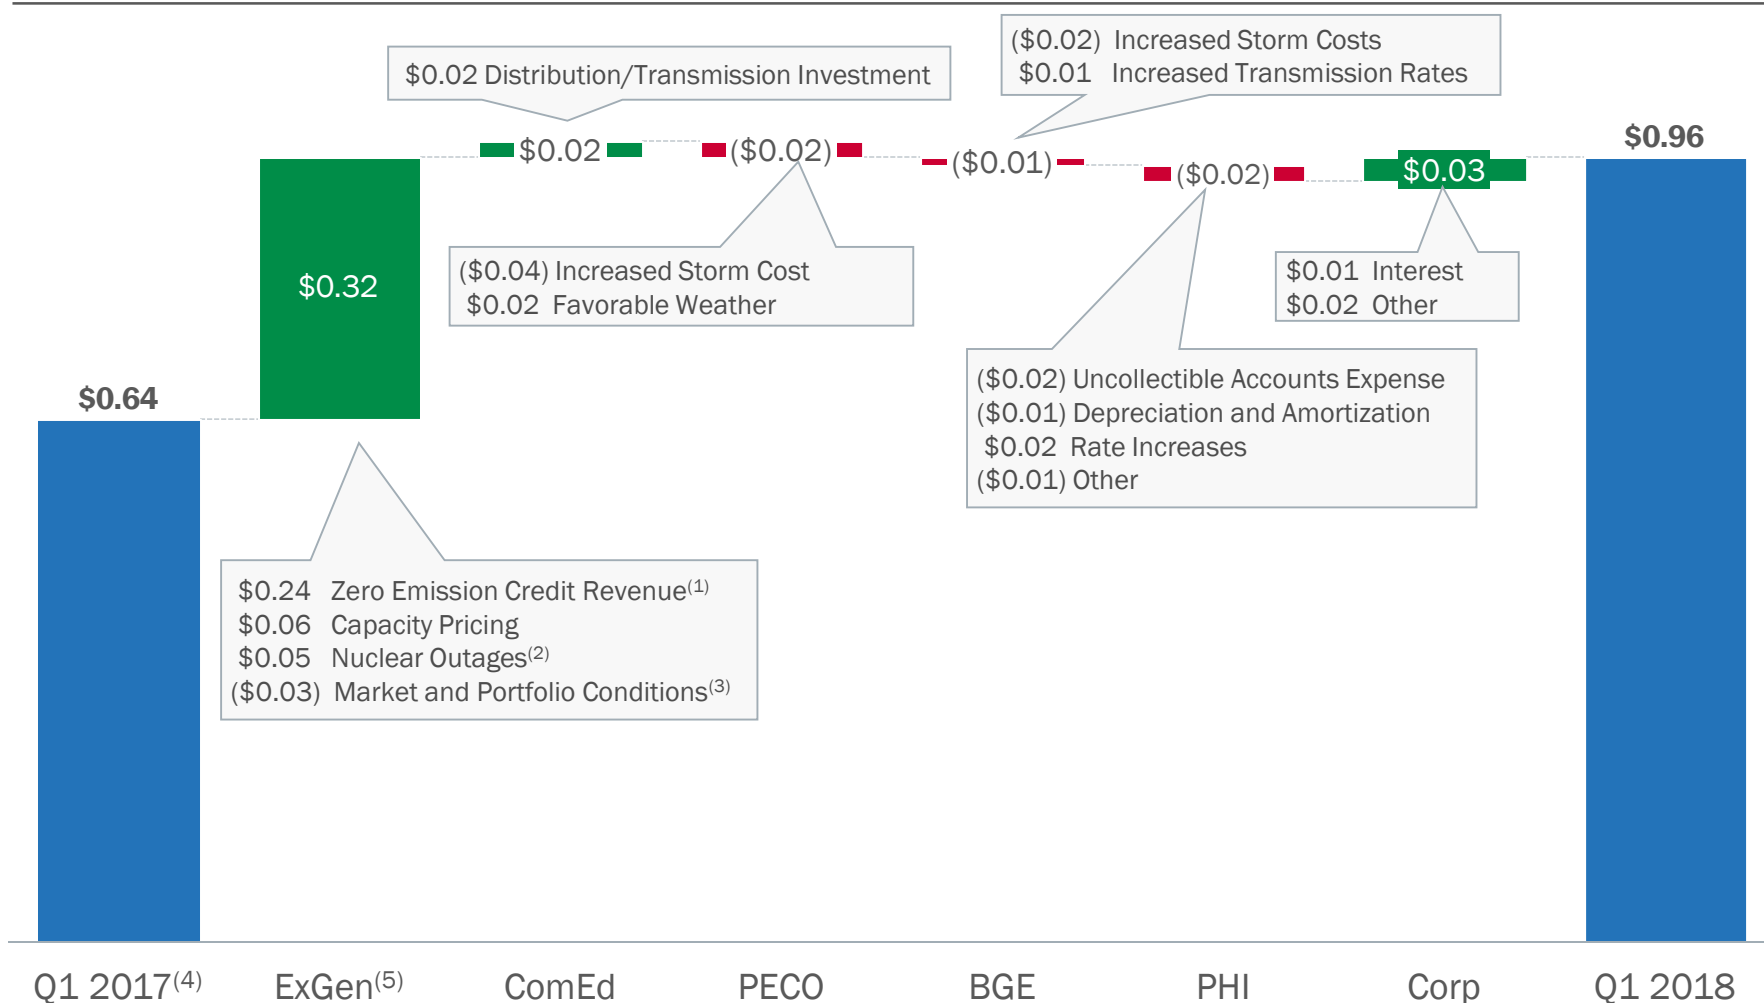 ($0.02) Increased Storm Costs
$0.01 Increased Transmission Rates
$0.02 Distribution/Transmission Investment
$0.96
$0.02
($0.02)
($0.01)
($0.02)
$0.03
($0.04) Increased Storm Cost
$0.02 Favorable Weather
$0.01 Interest
$0.02 Other
$0.32
($0.02) Uncollectible Accounts Expense
($0.01) Depreciation and Amortization
$0.02 Rate Increases
($0.01) Other
$0.64
$0.24 Zero Emission Credit Revenue(1)
$0.06 Capacity Pricing
$0.05 Nuclear Outages(2)
($0.03) Market and Portfolio Conditions(3)
Q1 2017(4) ExGen(5) ComEd PECO BGE PHI Corp Q1 2018